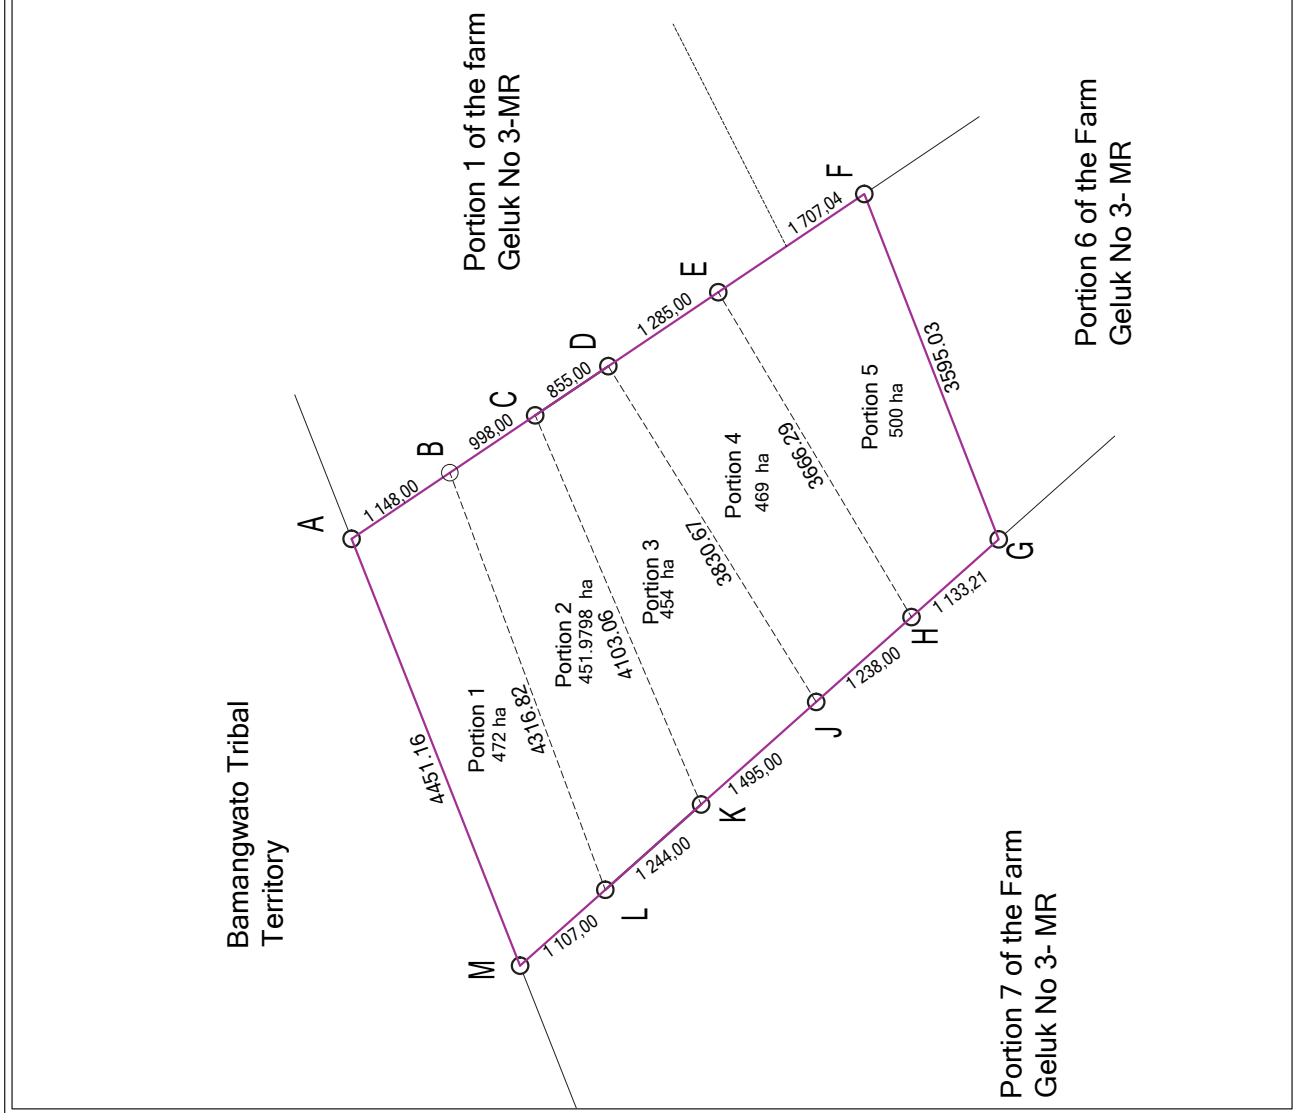 Portion 1 of the farm
Geluk No 3-MR
Bamangwato Tribal
Territory
Portion 6 of the Farm
Geluk No 3- MR
Portion 7 of the Farm
Geluk No 3- MR
A
1 148,00
B
998,00
C
855,00
D
1 285,00
E
1 707,04
F
3595.03
G
1 133,21
H
1 238,00
J
1 495,00
K
1 244,00
L
1 107,00
M
4451.16
Portion 1
472 ha
4316.82
Portion 2
451.9798 ha
4103.06
Portion 3
454 ha
3830.67
Portion 4
469 ha
3666.29
Portion 5
500 ha